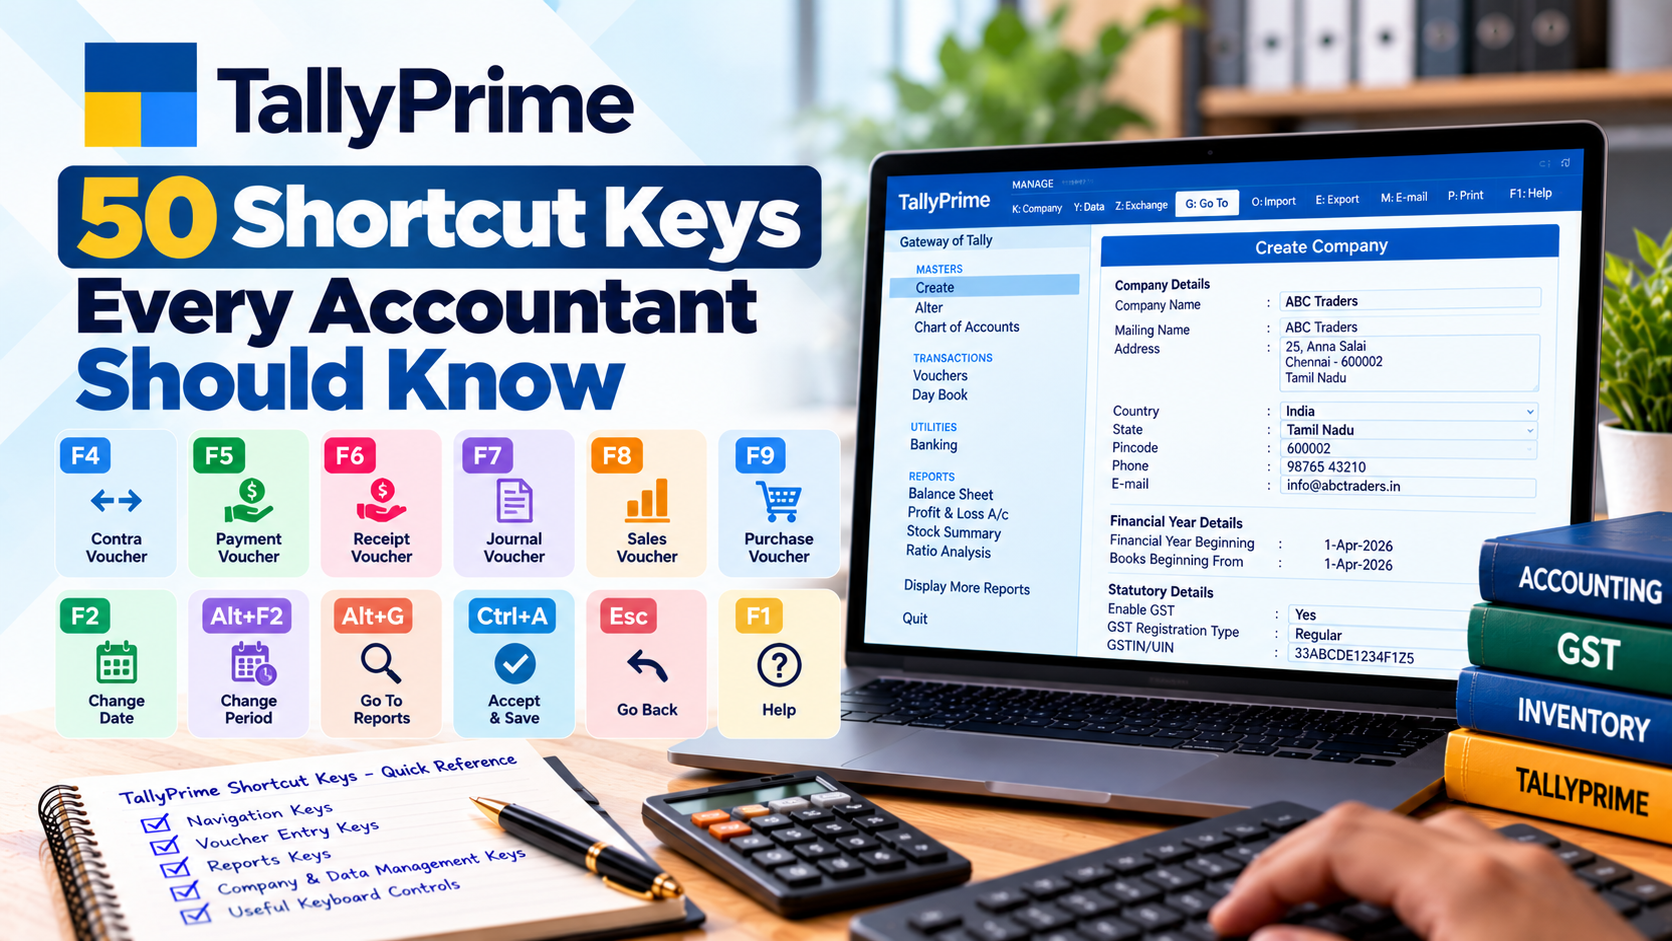 TallyPrime
50 Shortcut Keys
Every Accountant
Should Know
F4
Contra
Voucher
F5
Payment
Voucher
F6
Receipt
Voucher
F7
Journal
Voucher
F8
Sales
Voucher
F9
Purchase
Voucher
F2
Change
Date
Alt+F2
Change
Period
Alt+G
Go To
Reports
Ctrl+A
Accept
& Save
Esc
Go Back
F1
Help
TallyPrime Shortcut Keys - Quick Reference
Navigation Keys
Voucher Entry Keys
Reports Keys
Company & Data Management Keys
Useful Keyboard Controls
TallyPrime
MANAGE
K: Company Y: Data Z: Exchange G: Go To O: Import E: Export M: E-mail P: Print F1: Help
Gateway of Tally
MASTERS
Create
Alter
Chart of Accounts
TRANSACTIONS
Vouchers
Day Book
UTILITIES
Banking
REPORTS
Balance Sheet
Profit & Loss A/c
Stock Summary
Ratio Analysis
Display More Reports
Quit
Create Company
Company Details
Company Name : ABC Traders
Mailing Name : ABC Traders
Address : 25, Anna Salai
Chennai - 600002
Tamil Nadu
Country : India
State : Tamil Nadu
Pincode : 600002
Phone : 98765 43210
E-mail : info@abctraders.in
Financial Year Details
Financial Year Beginning : 1-Apr-2026
Books Beginning From : 1-Apr-2026
Statutory Details
Enable GST : Yes
GST Registration Type : Regular
GSTIN/UIN : 33ABCDE1234F1Z5
ACCOUNTING
GST
INVENTORY
TALLYPRIME